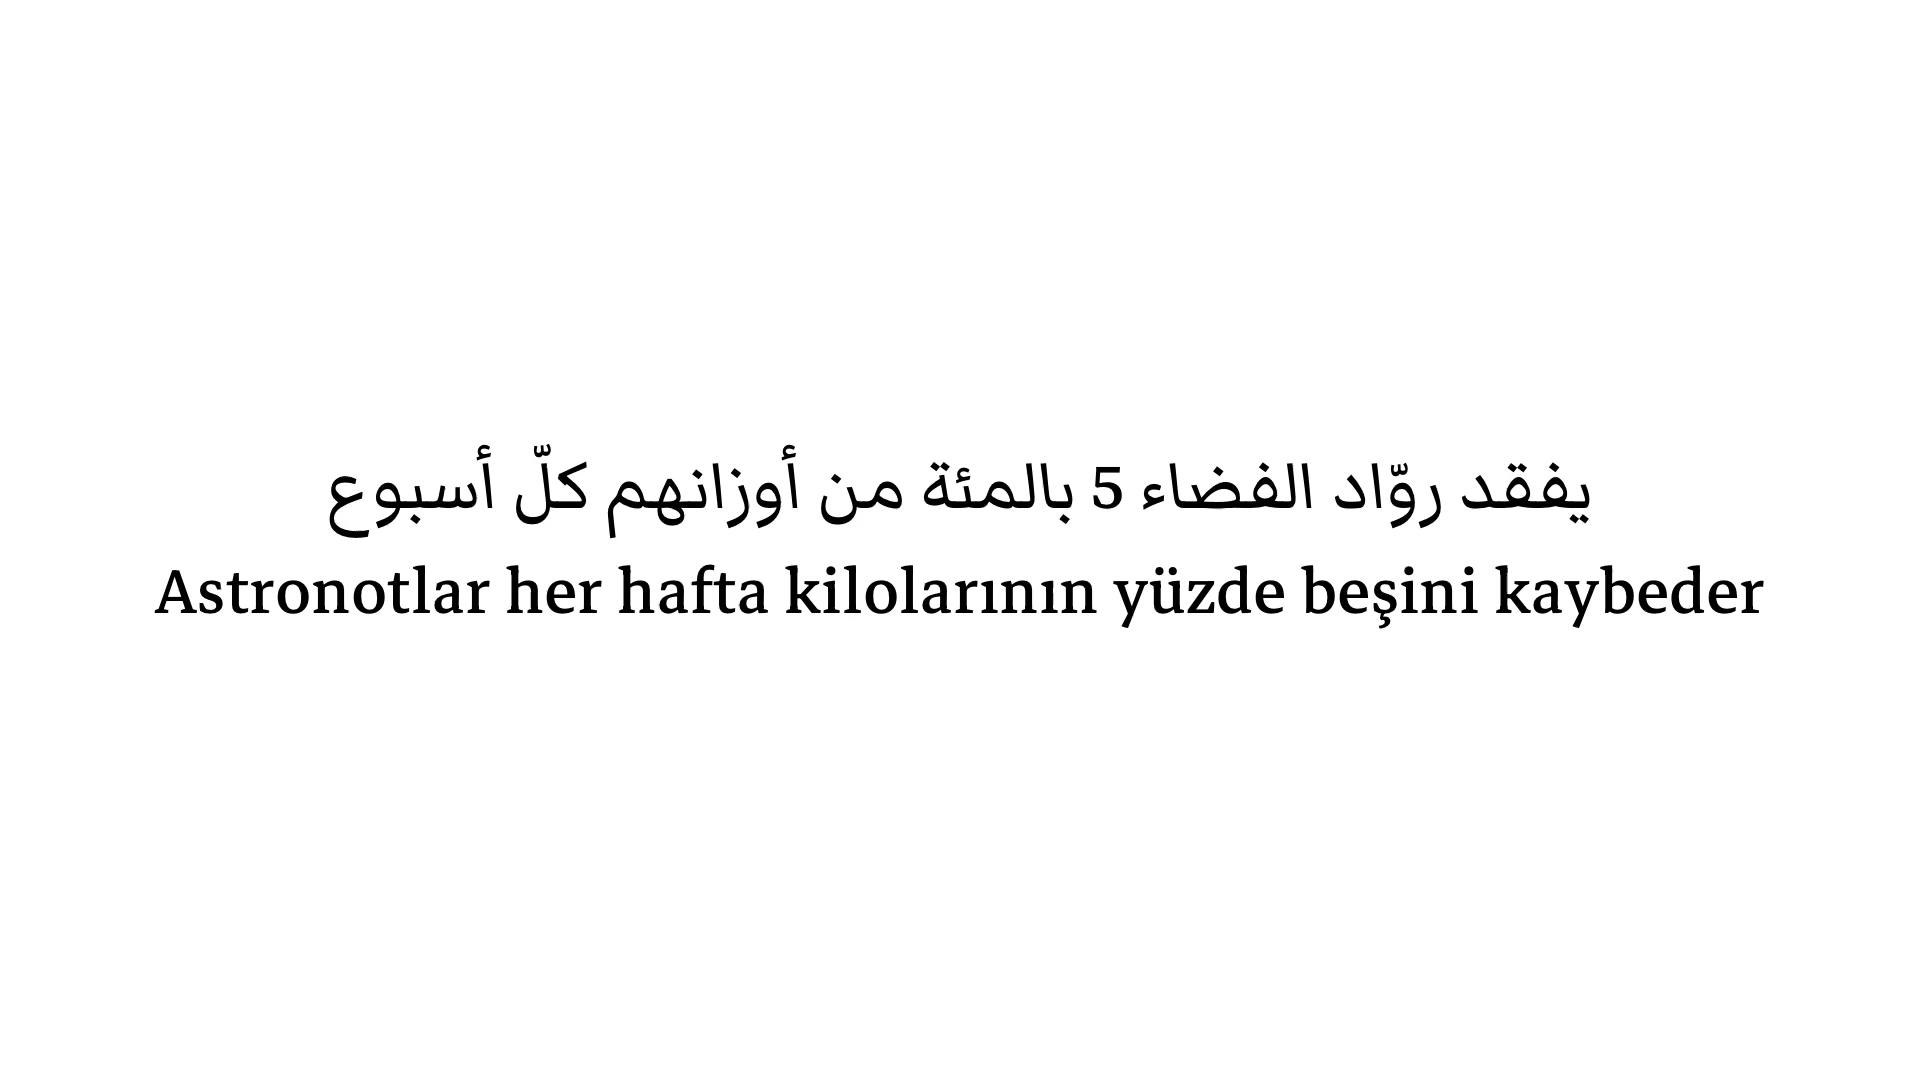 يفقد روّاد الفضاء 5 بالمئة من أوزانهم كلّ أسبوع
Astronotlar her hafta kilolarının yüzde beşini kaybeder